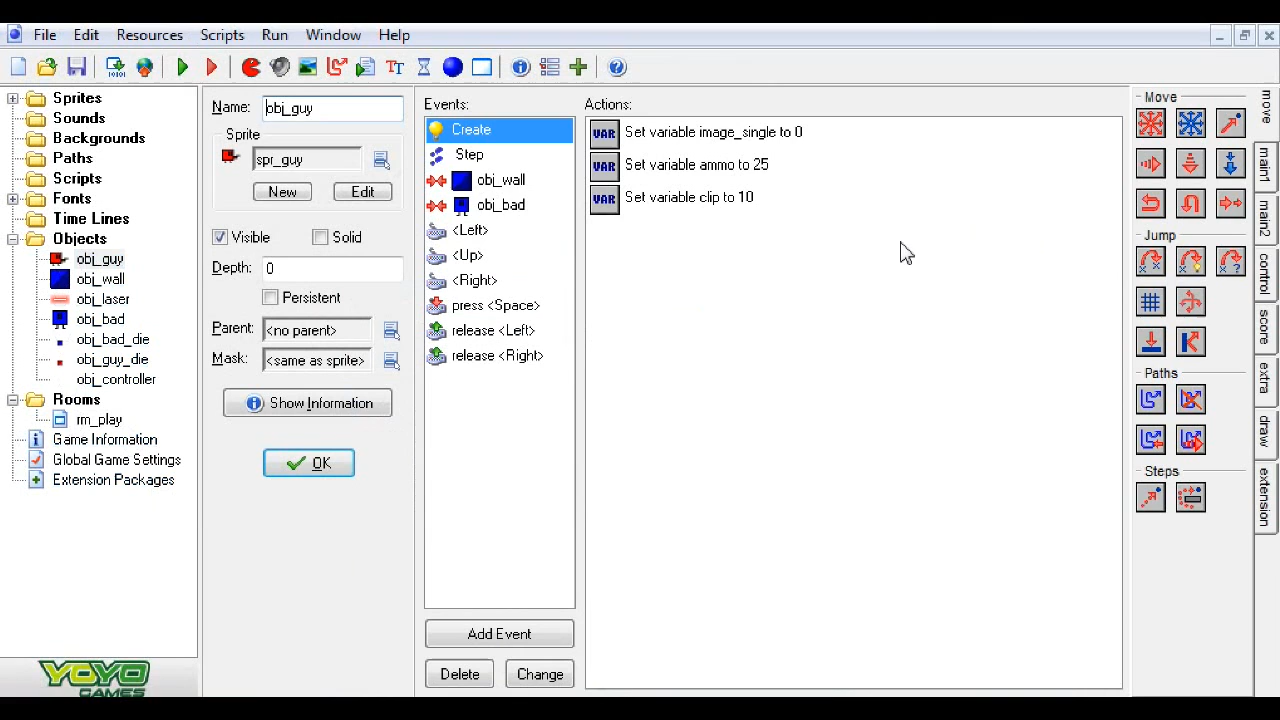 File Edit Resources Scripts Run Window Help
Sprites
Sounds
Backgrounds
Paths
Scripts
Fonts
Time Lines
Objects
obj_guy
obj_wall
obj_laser
obj_bad
obj_bad_die
obj_guy_die
obj_controller
Rooms
rm_play
Game Information
Global Game Settings
Extension Packages
YOYO
GAMES
Name: obj_guy
Sprite
spr_guy
New Edit
Visible Solid
Depth: 0
Persistent
Parent: <no parent>
Mask: <same as sprite>
Show Information
OK
Events:
Create
Step
obj_wall
obj_bad
<Left>
<Up>
<Right>
press <Space>
release <Left>
release <Right>
Add Event
Delete Change
Actions:
VAR Set variable image_single to 0
VAR Set variable ammo to 25
VAR Set variable clip to 10
Move
Jump
Paths
Steps
move
main1
main2
control
score
extra
draw
extension